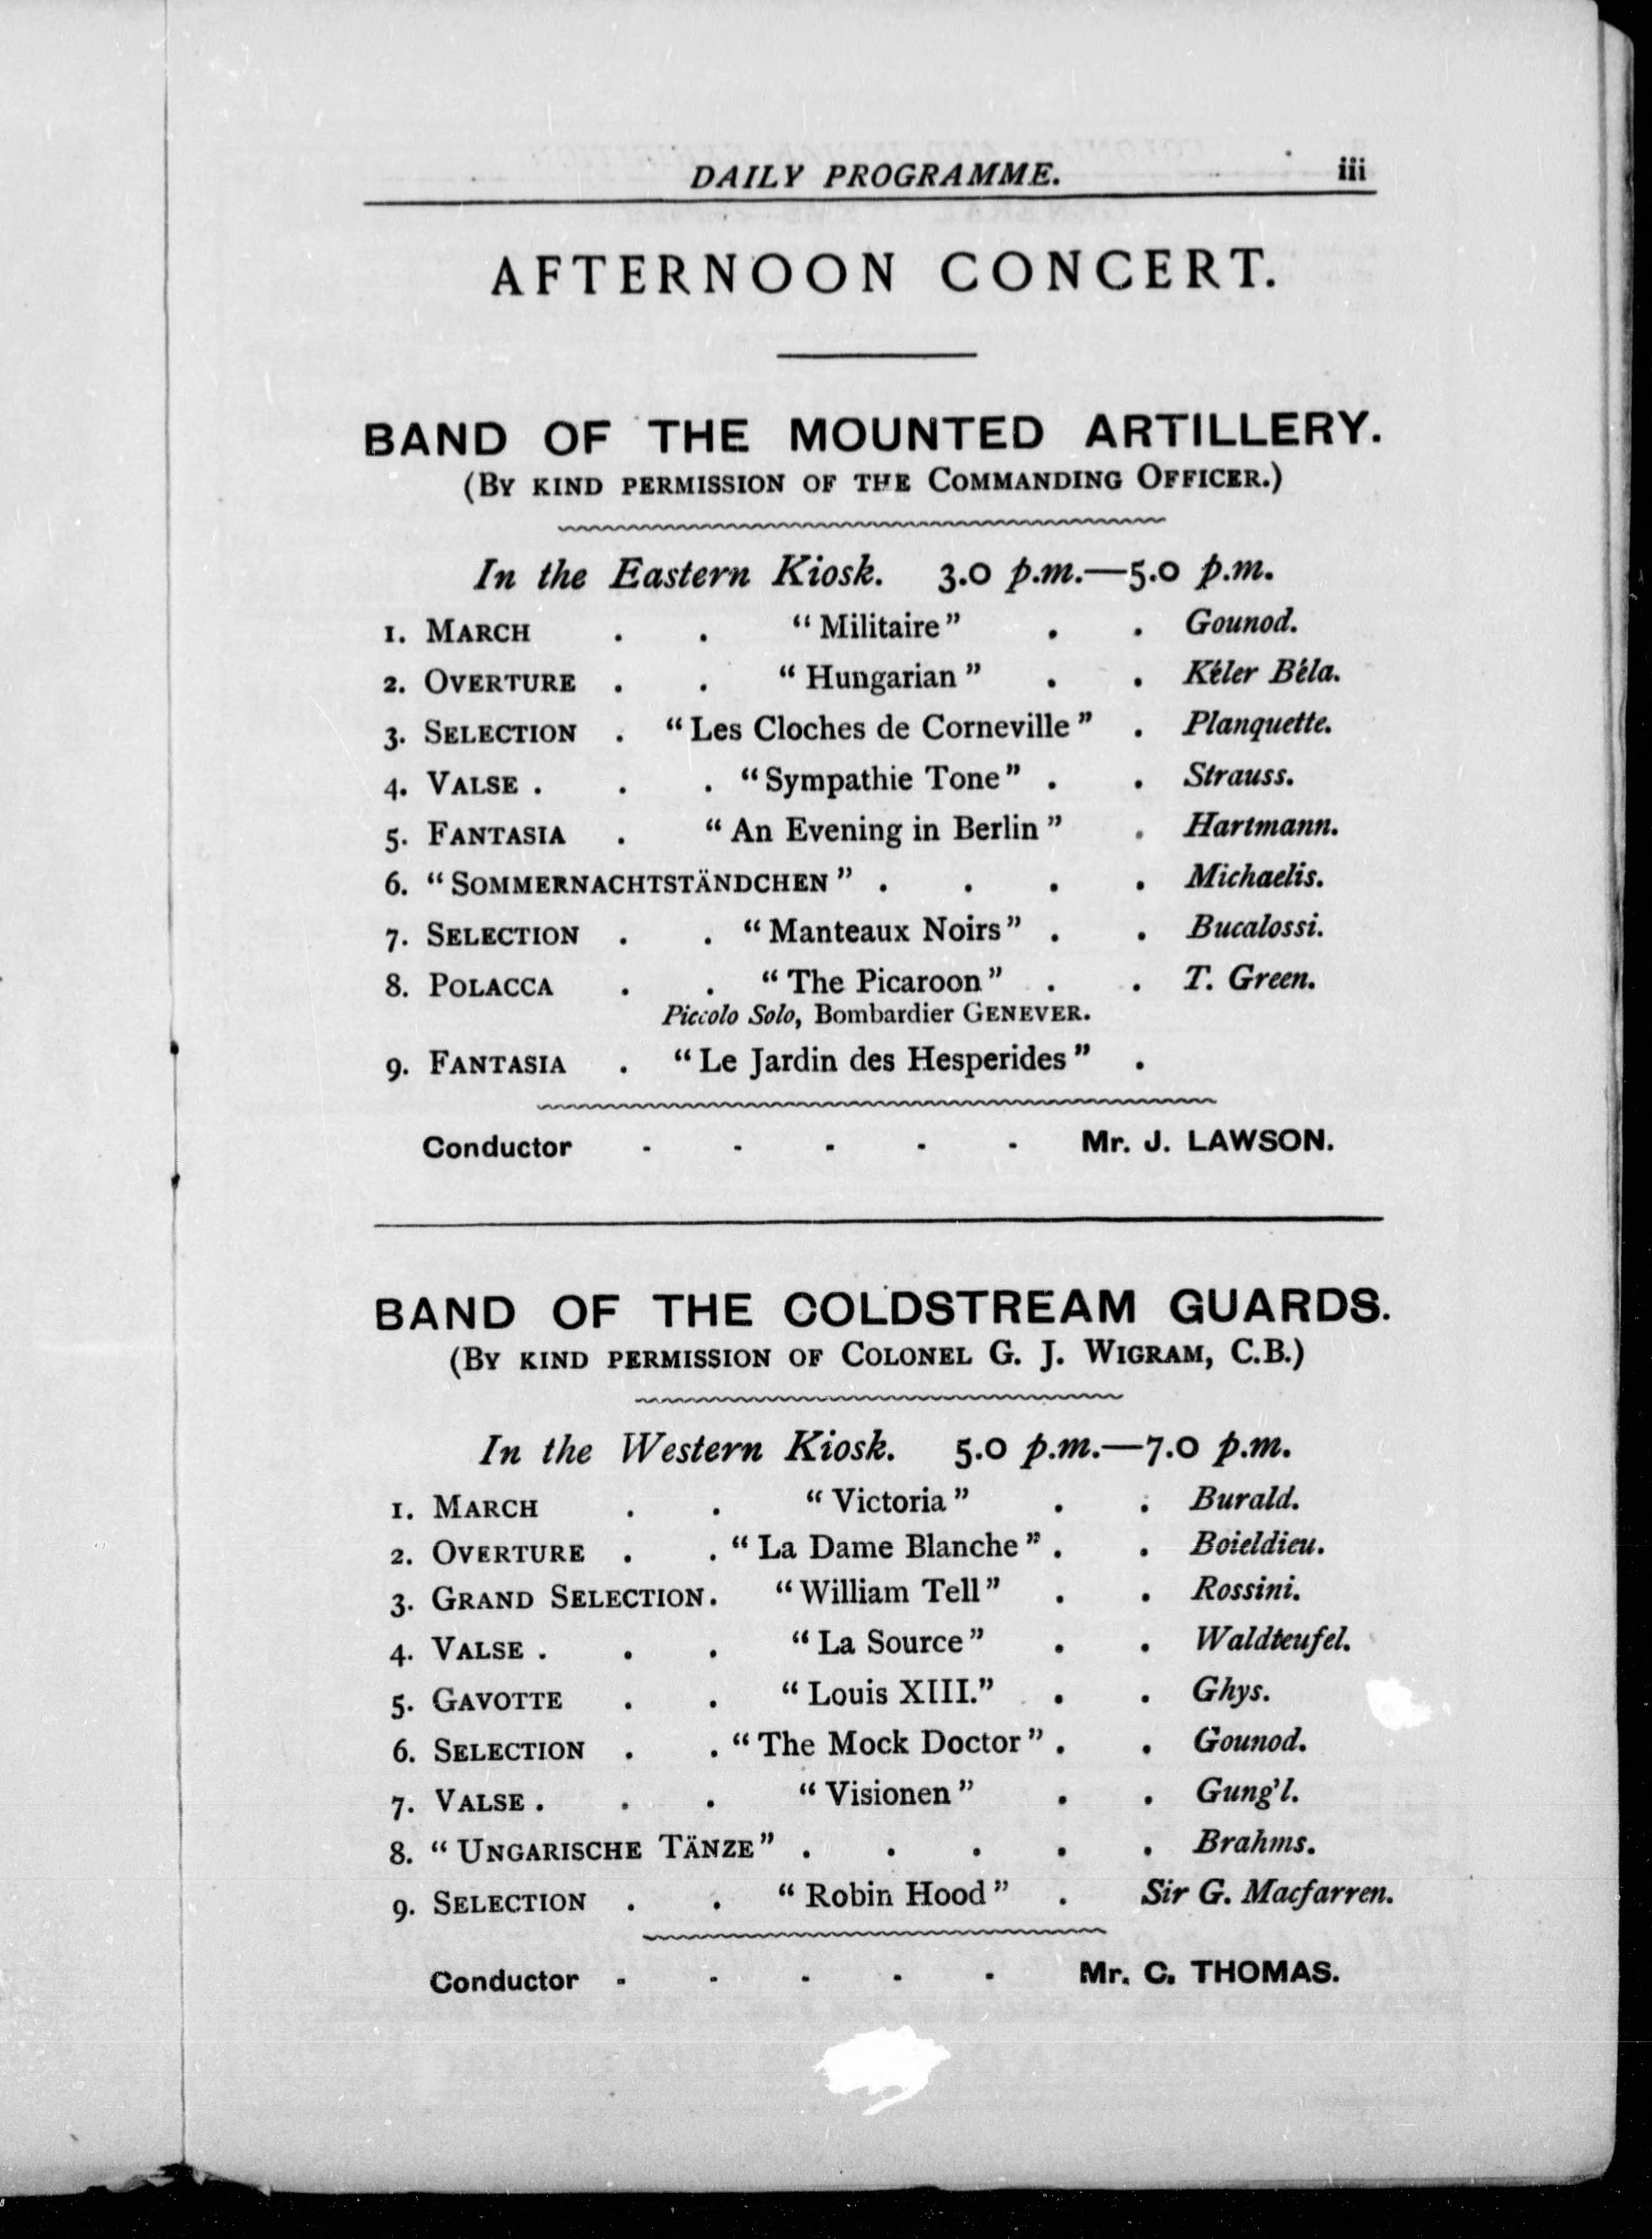 DAILY PROGRAMME. iii
AFTERNOON CONCERT.
BAND OF THE MOUNTED ARTILLERY.
(BY KIND PERMISSION OF THE COMMANDING OFFICER.)
In the Eastern Kiosk. 3.0 p.m.—5.0 p.m.
1. MARCH . . "Militaire" . . Gounod.
2. OVERTURE . . "Hungarian" . . Kéler Béla.
3. SELECTION . "Les Cloches de Corneville" . Planquette.
4. VALSE . . . "Sympathie Tone" . . Strauss.
5. FANTASIA . "An Evening in Berlin" . Hartmann.
6. "SOMMERNACHTSTÄNDCHEN" . . . . Michaelis.
7. SELECTION . . "Manteaux Noirs" . . Bucalossi.
8. POLACCA . . "The Picaroon" . . T. Green.
Piccolo Solo, Bombardier GENEVER.
9. FANTASIA . "Le Jardin des Hesperides" .
Conductor - - - - - Mr. J. LAWSON.
BAND OF THE COLDSTREAM GUARDS.
(BY KIND PERMISSION OF COLONEL G. J. WIGRAM, C.B.)
In the Western Kiosk. 5.0 p.m.—7.0 p.m.
1. MARCH . . "Victoria" . . Burald.
2. OVERTURE . . "La Dame Blanche" . . Boieldieu.
3. GRAND SELECTION. "William Tell" . . Rossini.
4. VALSE . . . "La Source" . . Waldteufel.
5. GAVOTTE . . "Louis XIII." . . Ghys.
6. SELECTION . . "The Mock Doctor" . . Gounod.
7. VALSE . . . "Visionen" . . Gung'l.
8. "UNGARISCHE TÄNZE" . . . . . Brahms.
9. SELECTION . . "Robin Hood" . Sir G. Macfarren.
Conductor - - - - - Mr. C. THOMAS.